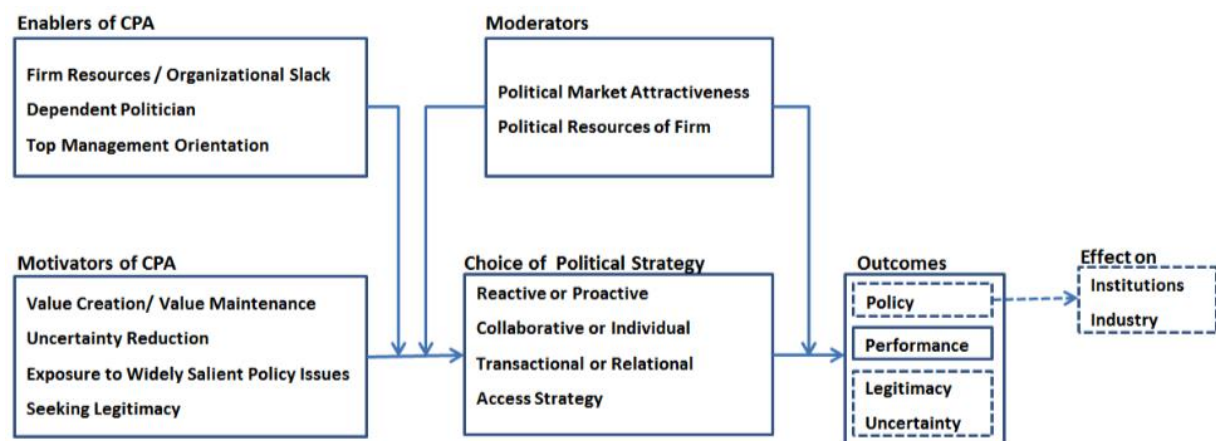 Enablers of CPA
Firm Resources / Organizational Slack
Dependent Politician
Top Management Orientation
Moderators
Political Market Attractiveness
Political Resources of Firm
Motivators of CPA
Value Creation/ Value Maintenance
Uncertainty Reduction
Exposure to Widely Salient Policy Issues
Seeking Legitimacy
Choice of Political Strategy
Reactive or Proactive
Collaborative or Individual
Transactional or Relational
Access Strategy
Outcomes
Policy
Performance
Legitimacy
Uncertainty
Effect on
Institutions
Industry